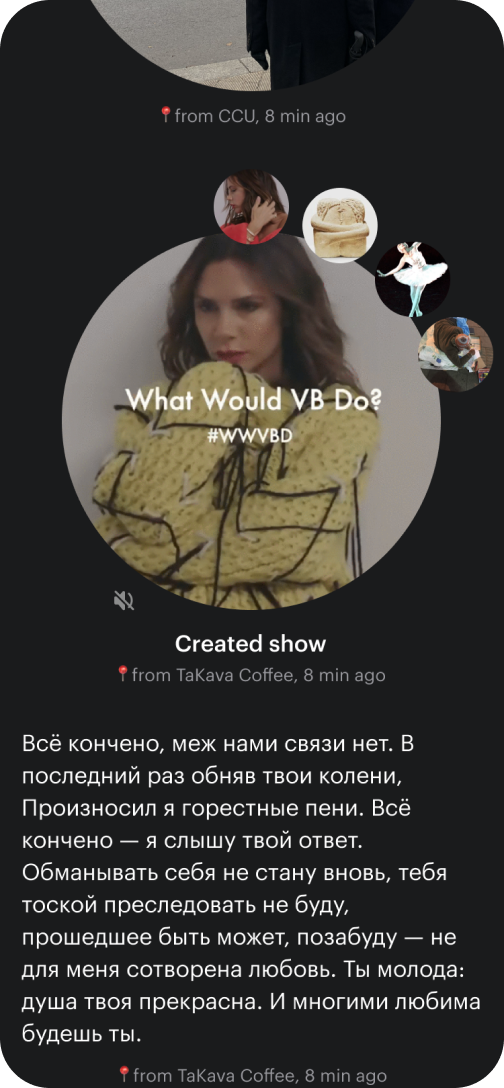 from CCU, 8 min ago
What Would VB Do?
#WWVBD
Created show
from TaKava Coffee, 8 min ago
Всё кончено, меж нами связи нет. В
последний раз обняв твои колени,
Произносил я горестные пени. Всё
кончено — я слышу твой ответ.
Обманывать себя не стану вновь, тебя
тоской преследовать не буду,
прошедшее быть может, позабуду — не
для меня сотворена любовь. Ты молода:
душа твоя прекрасна. И многими любима
будешь ты.
from TaKava Coffee, 8 min ago